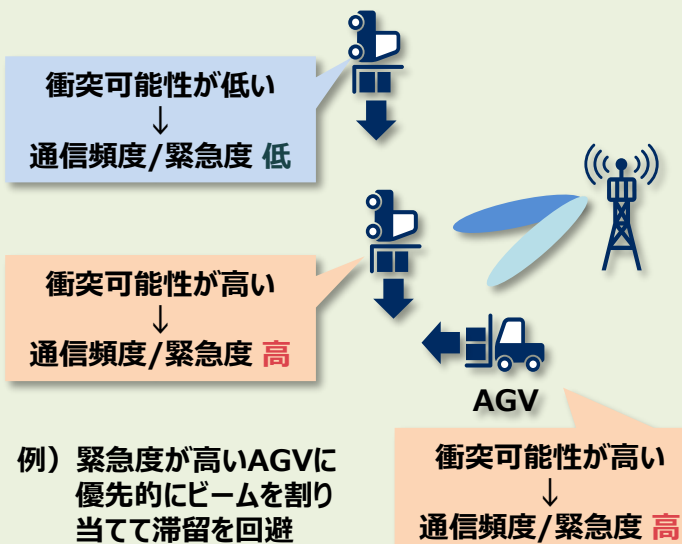 衝突可能性が低い
↓
通信頻度/緊急度 低
衝突可能性が高い
↓
通信頻度/緊急度 高
AGV
衝突可能性が高い
↓
通信頻度/緊急度 高
例）緊急度が高いAGVに
優先的にビームを割り
当てて滞留を回避